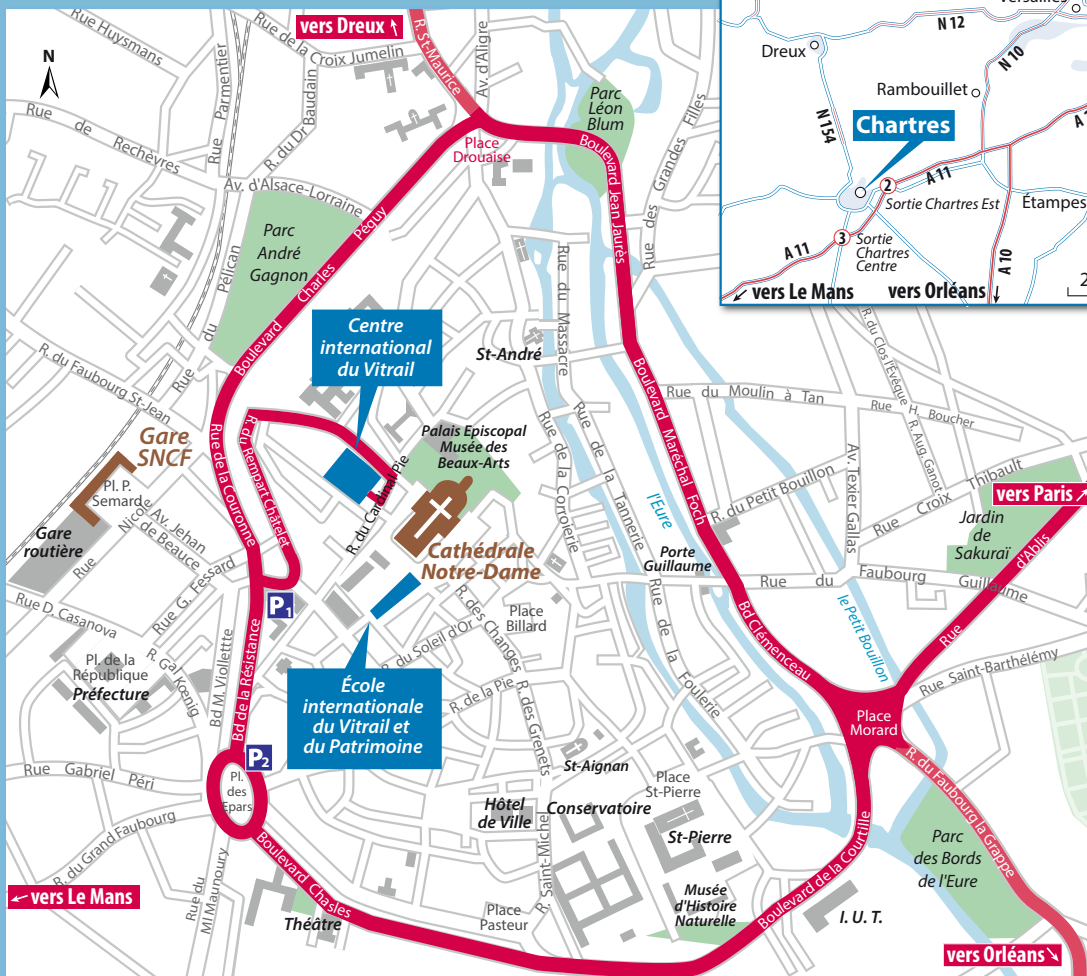 N
Rue Huysmans
Rue Parmentier
Rue de la Croix Jumelin
vers Dreux
R. St-Maurice
Av. d'Aligre
Rue de Rechèvres
R. du Dr Baudin
Av. d'Alsace-Lorraine
Place
Drouaise
Parc
Léon
Blum
Boulevard Jean Jaurès
Rue des Grandes Filles
Parc
André
Gagnon
Boulevard Charles Péguy
Rue du Pélican
R. du Faubourg St-Jean
Centre
international
du Vitrail
St-André
Rue du Massacre
Gare
SNCF
Pl. P.
Semard
Gare
routière
Rue de la Couronne
R. du Rempart Châtelet
R. du Cardinal Pie
Palais Episcopal
Musée des
Beaux-Arts
Cathédrale
Notre-Dame
Rue de la Corroierie
Rue de la Tannerie
l'Eure
Boulevard Maréchal Foch
Rue du Moulin à Tan
R. du Clos l'Évêque
H. Boucher
R. Aug. Ganot
Av. Texier Gallas
R. du Petit Bouillon
Rue Croix Thibault
Jardin
de
Sakuraï
vers Paris
Rue d'Ablis
Av. Jehan
de Beauce
Rue Nicole
Rue G. Fessard
Rue D. Casanova
P1
Pl. de la
République
Préfecture
R. Gal Kœnig
Bd M. Viollettte
Bd de la Résistance
École
internationale
du Vitrail et
du Patrimoine
R. des Changes
R. du Soleil d'Or
Place
Billard
R. de la Pie
R. des Grenets
Porte
Guillaume
Rue du Faubourg Guillaume
le Petit Bouillon
Bd Clémenceau
Rue de la Foulerie
Rue Saint-Barthélémy
Place
Morard
P2
Pl.
des
Epars
Rue Gabriel Péri
R. du Grand Faubourg
vers Le Mans
Rue du
Ml Maunoury
Boulevard Chasles
Théâtre
Hôtel
de Ville
Conservatoire
St-Aignan
Place
St-Pierre
St-Pierre
R. Saint-Michel
Place
Pasteur
Musée
d'Histoire
Naturelle
Boulevard de la Courtille
I. U. T.
R. du Faubourg la Grappe
Parc
des Bords
de l'Eure
vers Orléans
Versailles
N 12
Dreux
N 10
Rambouillet
N 154
Chartres
2
A 11
Sortie Chartres Est
Étampes
3
Sortie
Chartres
Centre
A 11
A 10
vers Le Mans
vers Orléans
2